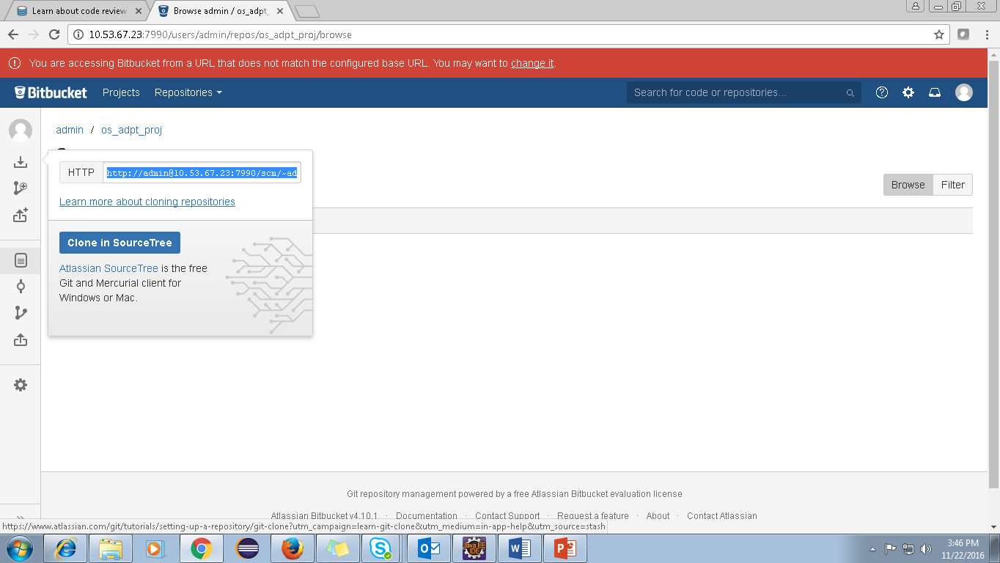 Learn about code review
Browse admin / os_adpt_
10.53.67.23:7990/users/admin/repos/os_adpt_proj/browse
You are accessing Bitbucket from a URL that does not match the configured base URL. You may want to change it.
Bitbucket Projects Repositories Search for code or repositories...
admin / os_adpt_proj
HTTP http://admin@10.53.67.23:7990/scm/~ad
Browse Filter
Learn more about cloning repositories
Clone in SourceTree
Atlassian SourceTree is the free
Git and Mercurial client for
Windows or Mac.
Git repository management powered by a free Atlassian Bitbucket evaluation license
Atlassian Bitbucket v4.10.1 · Documentation · Contact Support · Request a feature · About · Contact Atlassian
https://www.atlassian.com/git/tutorials/setting-up-a-repository/git-clone?utm_campaign=learn-git-clone&utm_medium=in-app-help&utm_source=stash
Java EE
IDE
3:46 PM
11/22/2016